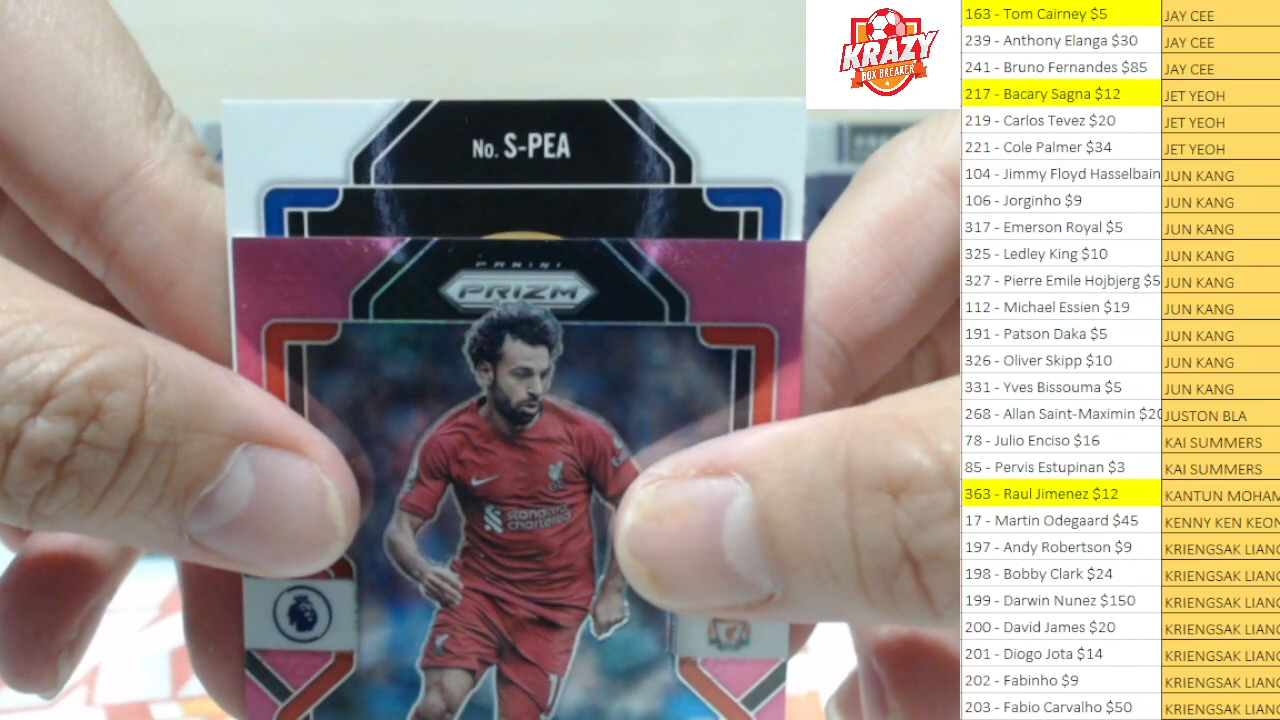 No. S-PEA
PANINI
PRIZM
standard
chartered
KRAZY
BOX BREAKER
163 - Tom Cairney $5 JAY CEE
239 - Anthony Elanga $30 JAY CEE
241 - Bruno Fernandes $85 JAY CEE
217 - Bacary Sagna $12 JET YEOH
219 - Carlos Tevez $20 JET YEOH
221 - Cole Palmer $34 JET YEOH
104 - Jimmy Floyd Hasselbain JUN KANG
106 - Jorginho $9 JUN KANG
317 - Emerson Royal $5 JUN KANG
325 - Ledley King $10 JUN KANG
327 - Pierre Emile Hojbjerg $5 JUN KANG
112 - Michael Essien $19 JUN KANG
191 - Patson Daka $5 JUN KANG
326 - Oliver Skipp $10 JUN KANG
331 - Yves Bissouma $5 JUN KANG
268 - Allan Saint-Maximin $20 JUSTON BLA
78 - Julio Enciso $16 KAI SUMMERS
85 - Pervis Estupinan $3 KAI SUMMERS
363 - Raul Jimenez $12 KANTUN MOHAM
17 - Martin Odegaard $45 KENNY KEN KEON
197 - Andy Robertson $9 KRIENGSAK LIANG
198 - Bobby Clark $24 KRIENGSAK LIANG
199 - Darwin Nunez $150 KRIENGSAK LIANG
200 - David James $20 KRIENGSAK LIANG
201 - Diogo Jota $14 KRIENGSAK LIANG
202 - Fabinho $9 KRIENGSAK LIANG
203 - Fabio Carvalho $50 KRIENGSAK LIANG